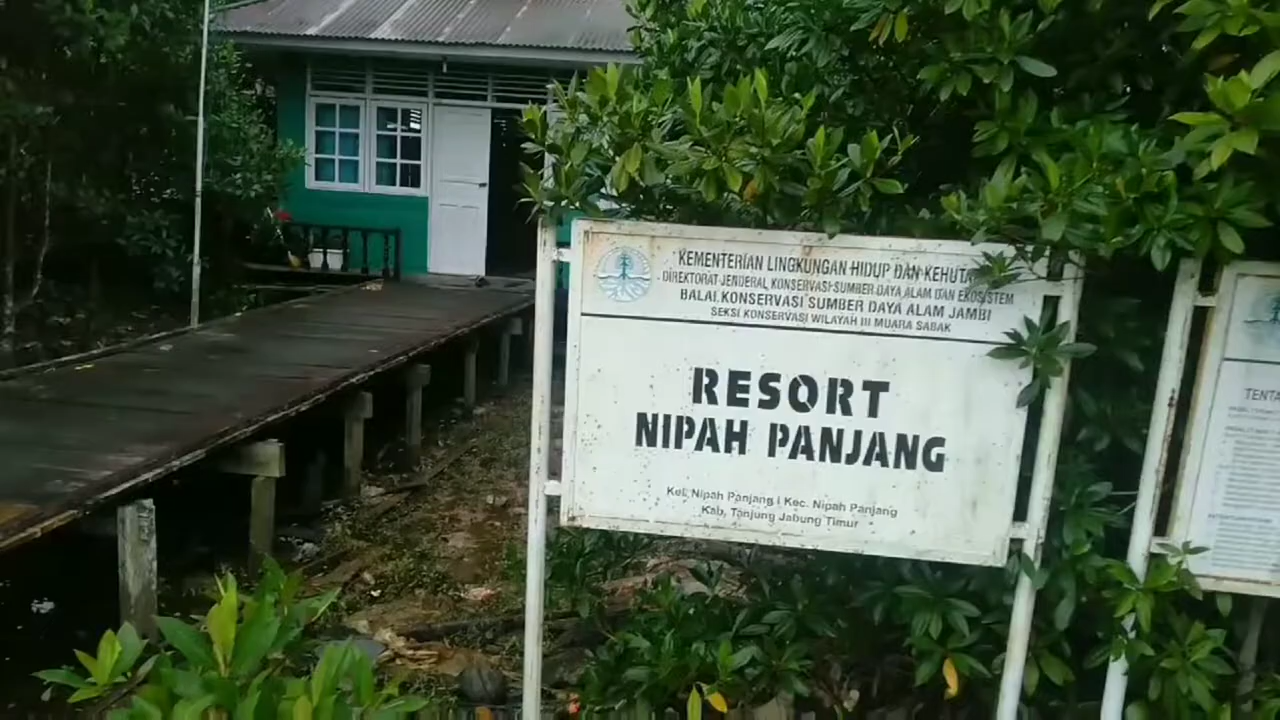 KEMENTERIAN LINGKUNGAN HIDUP DAN KEHUTA
DIREKTORAT JENDERAL KONSERVASI SUMBER DAYA ALAM DAN EKOSISTEM
BALAI KONSERVASI SUMBER DAYA ALAM JAMBI
SEKSI KONSERVASI WILAYAH III MUARA SABAK
RESORT
NIPAH PANJANG
Kel. Nipah Panjang I Kec. Nipah Panjang
Kab. Tanjung Jabung Timur
TENTA